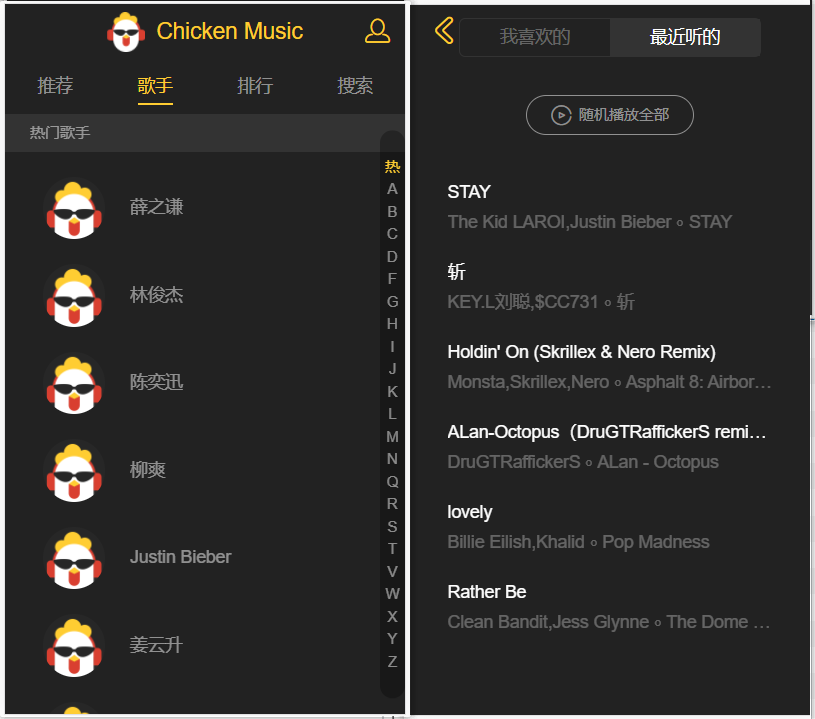 Chicken Music
推荐 歌手 排行 搜索
热门歌手
薛之谦
林俊杰
陈奕迅
柳爽
Justin Bieber
姜云升
热
A
B
C
D
F
G
H
I
J
K
L
M
N
Q
R
S
T
V
W
X
Y
Z
我喜欢的 最近听的
随机播放全部
STAY
The Kid LAROI,Justin Bieber。STAY
斩
KEY.L刘聪,$CC731。斩
Holdin' On (Skrillex & Nero Remix)
Monsta,Skrillex,Nero。Asphalt 8: Airbor…
ALan-Octopus（DruGTRaffickerS remi…
DruGTRaffickerS。ALan - Octopus
lovely
Billie Eilish,Khalid。Pop Madness
Rather Be
Clean Bandit,Jess Glynne。The Dome …